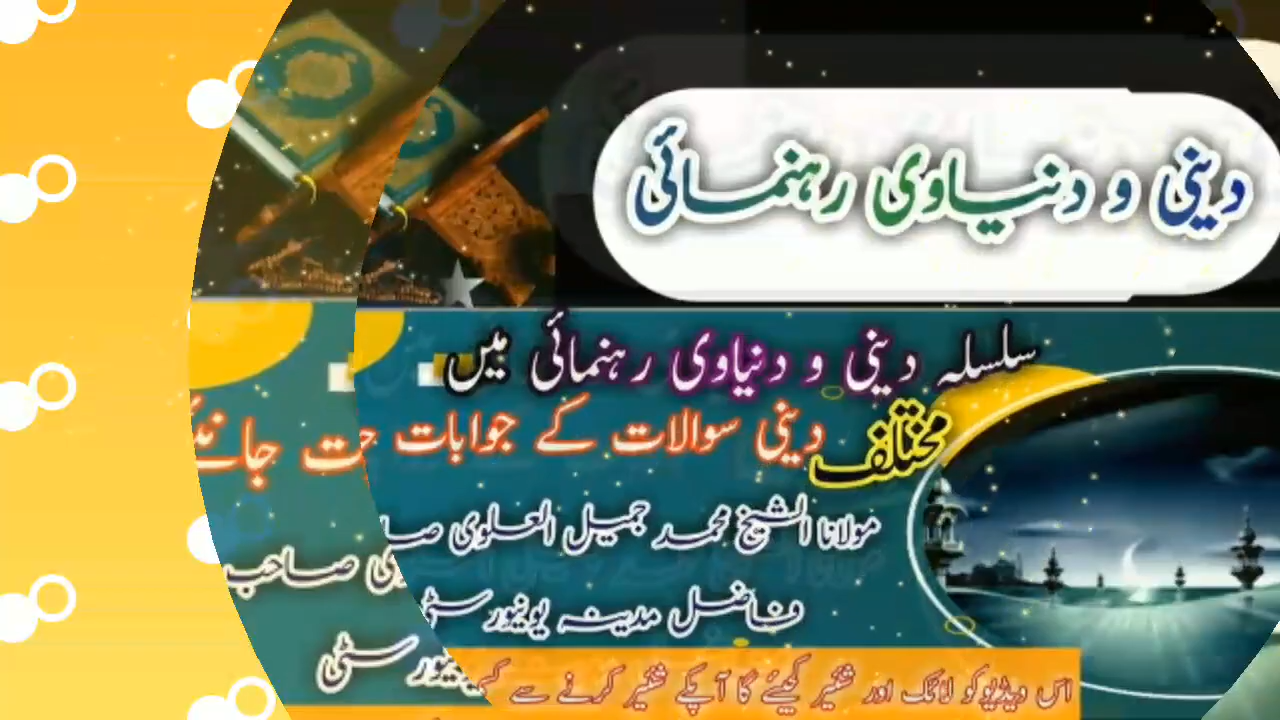 دینی و دنیاوی رہنمائی
سلسلہ دینی و دنیاوی رہنمائی میں
مختلف دینی سوالات کے جوابات
مولانا الشیخ محمد جمیل العلوی صاحب
فاضل مدینہ یونیورسٹی
اس ویڈیو کو لائک اور شئیر کیجئے گا آپکے شئیر کرنے سے کسی